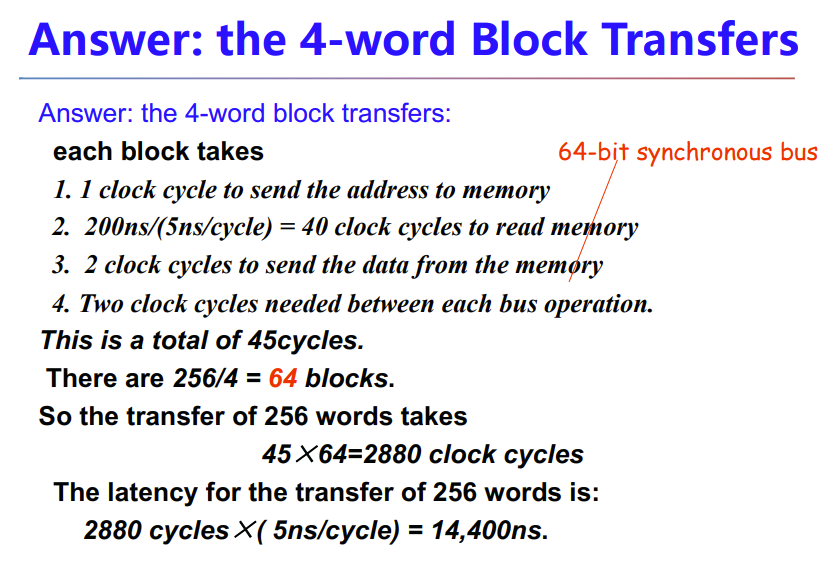 Answer: the 4-word Block Transfers
Answer: the 4-word block transfers:
each block takes
64-bit synchronous bus
1. 1 clock cycle to send the address to memory
2. 200ns/(5ns/cycle) = 40 clock cycles to read memory
3. 2 clock cycles to send the data from the memory
4. Two clock cycles needed between each bus operation.
This is a total of 45cycles.
There are 256/4 = 64 blocks.
So the transfer of 256 words takes
45×64=2880 clock cycles
The latency for the transfer of 256 words is:
2880 cycles×( 5ns/cycle) = 14,400ns.